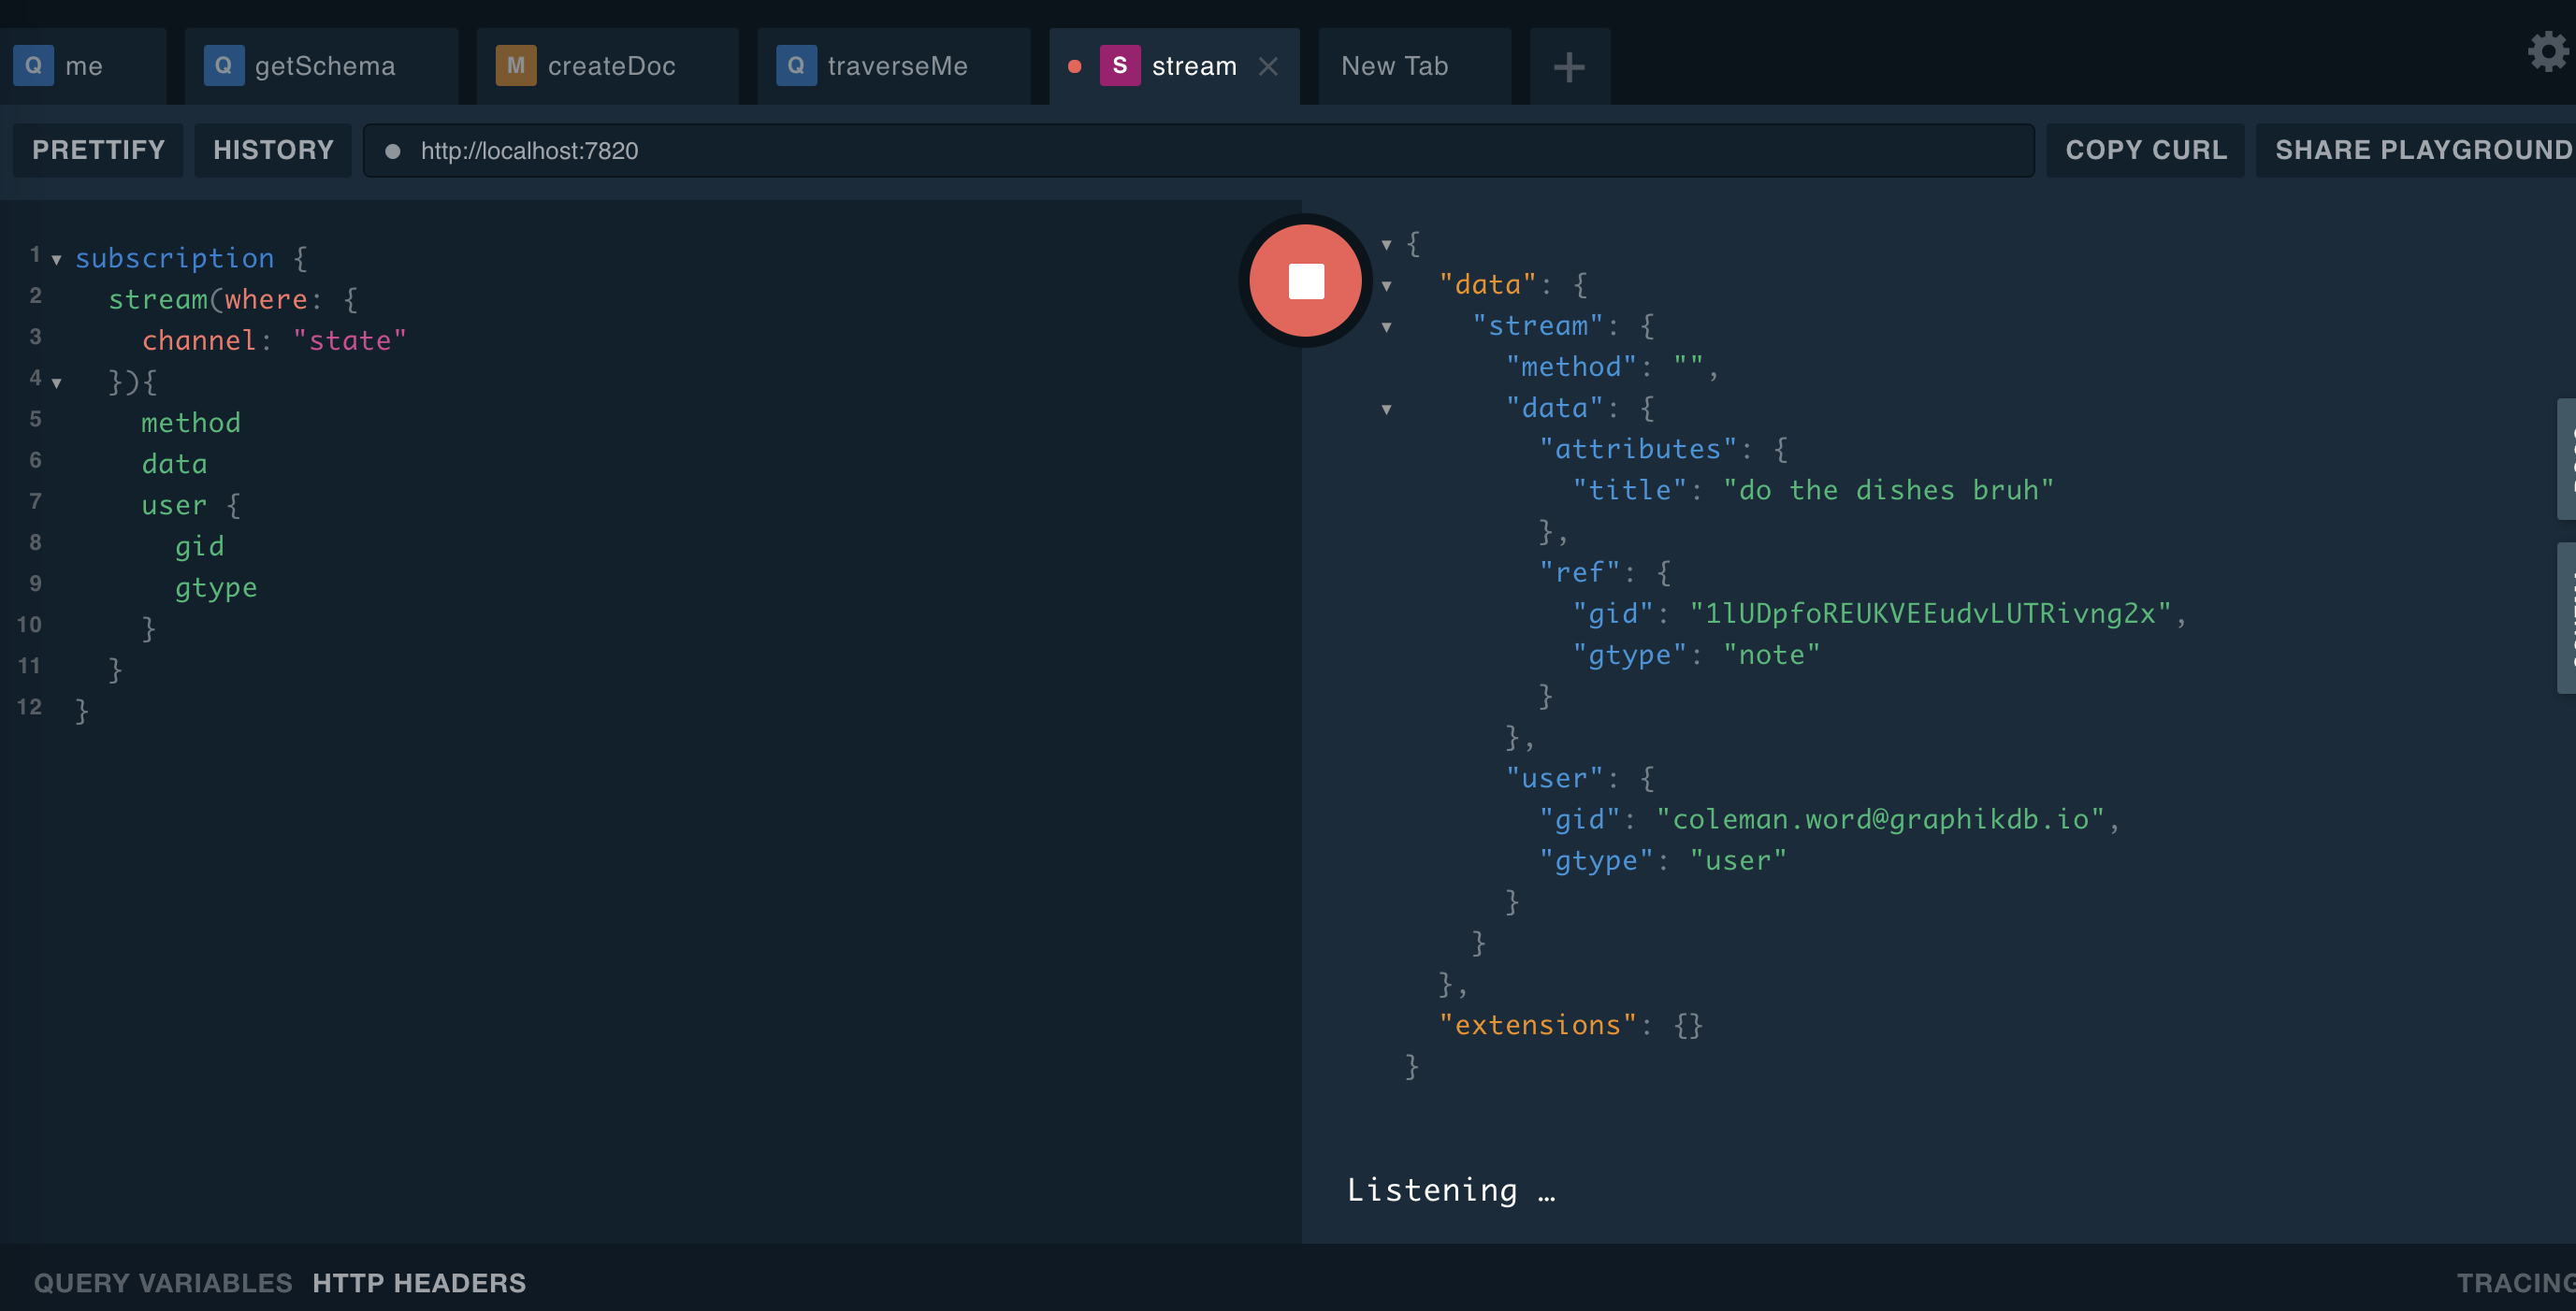 Q me Q getSchema M createDoc Q traverseMe S stream × New Tab +
PRETTIFY HISTORY http://localhost:7820 COPY CURL SHARE PLAYGROUND
1 subscription {
2 stream(where: {
3 channel: "state"
4 }){
5 method
6 data
7 user {
8 gid
9 gtype
10 }
11 }
12 }
{
"data": {
"stream": {
"method": "",
"data": {
"attributes": {
"title": "do the dishes bruh"
},
"ref": {
"gid": "1lUDpfoREUKVEEudvLUTRivng2x",
"gtype": "note"
}
},
"user": {
"gid": "coleman.word@graphikdb.io",
"gtype": "user"
}
}
},
"extensions": {}
}
Listening …
QUERY VARIABLES HTTP HEADERS TRACING